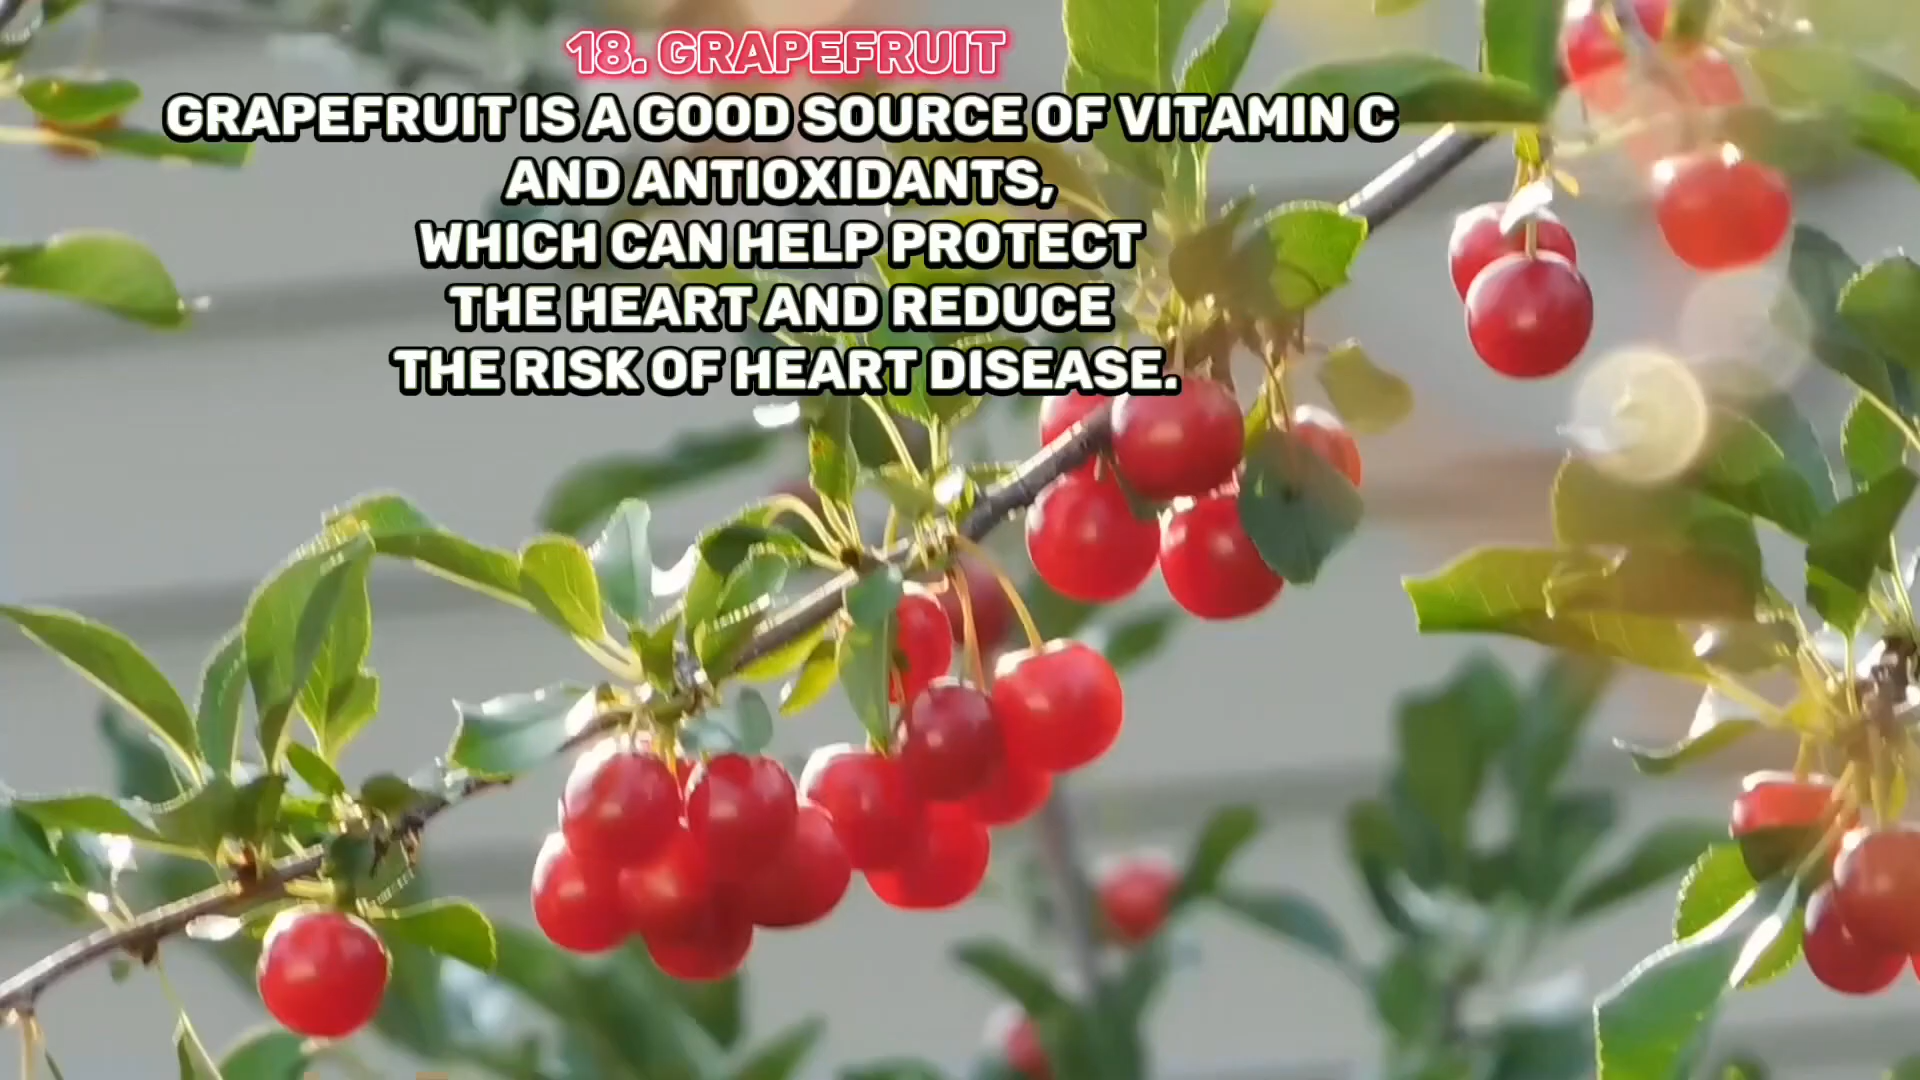 18. GRAPEFRUIT
GRAPEFRUIT IS A GOOD SOURCE OF VITAMIN C
AND ANTIOXIDANTS,
WHICH CAN HELP PROTECT
THE HEART AND REDUCE
THE RISK OF HEART DISEASE.